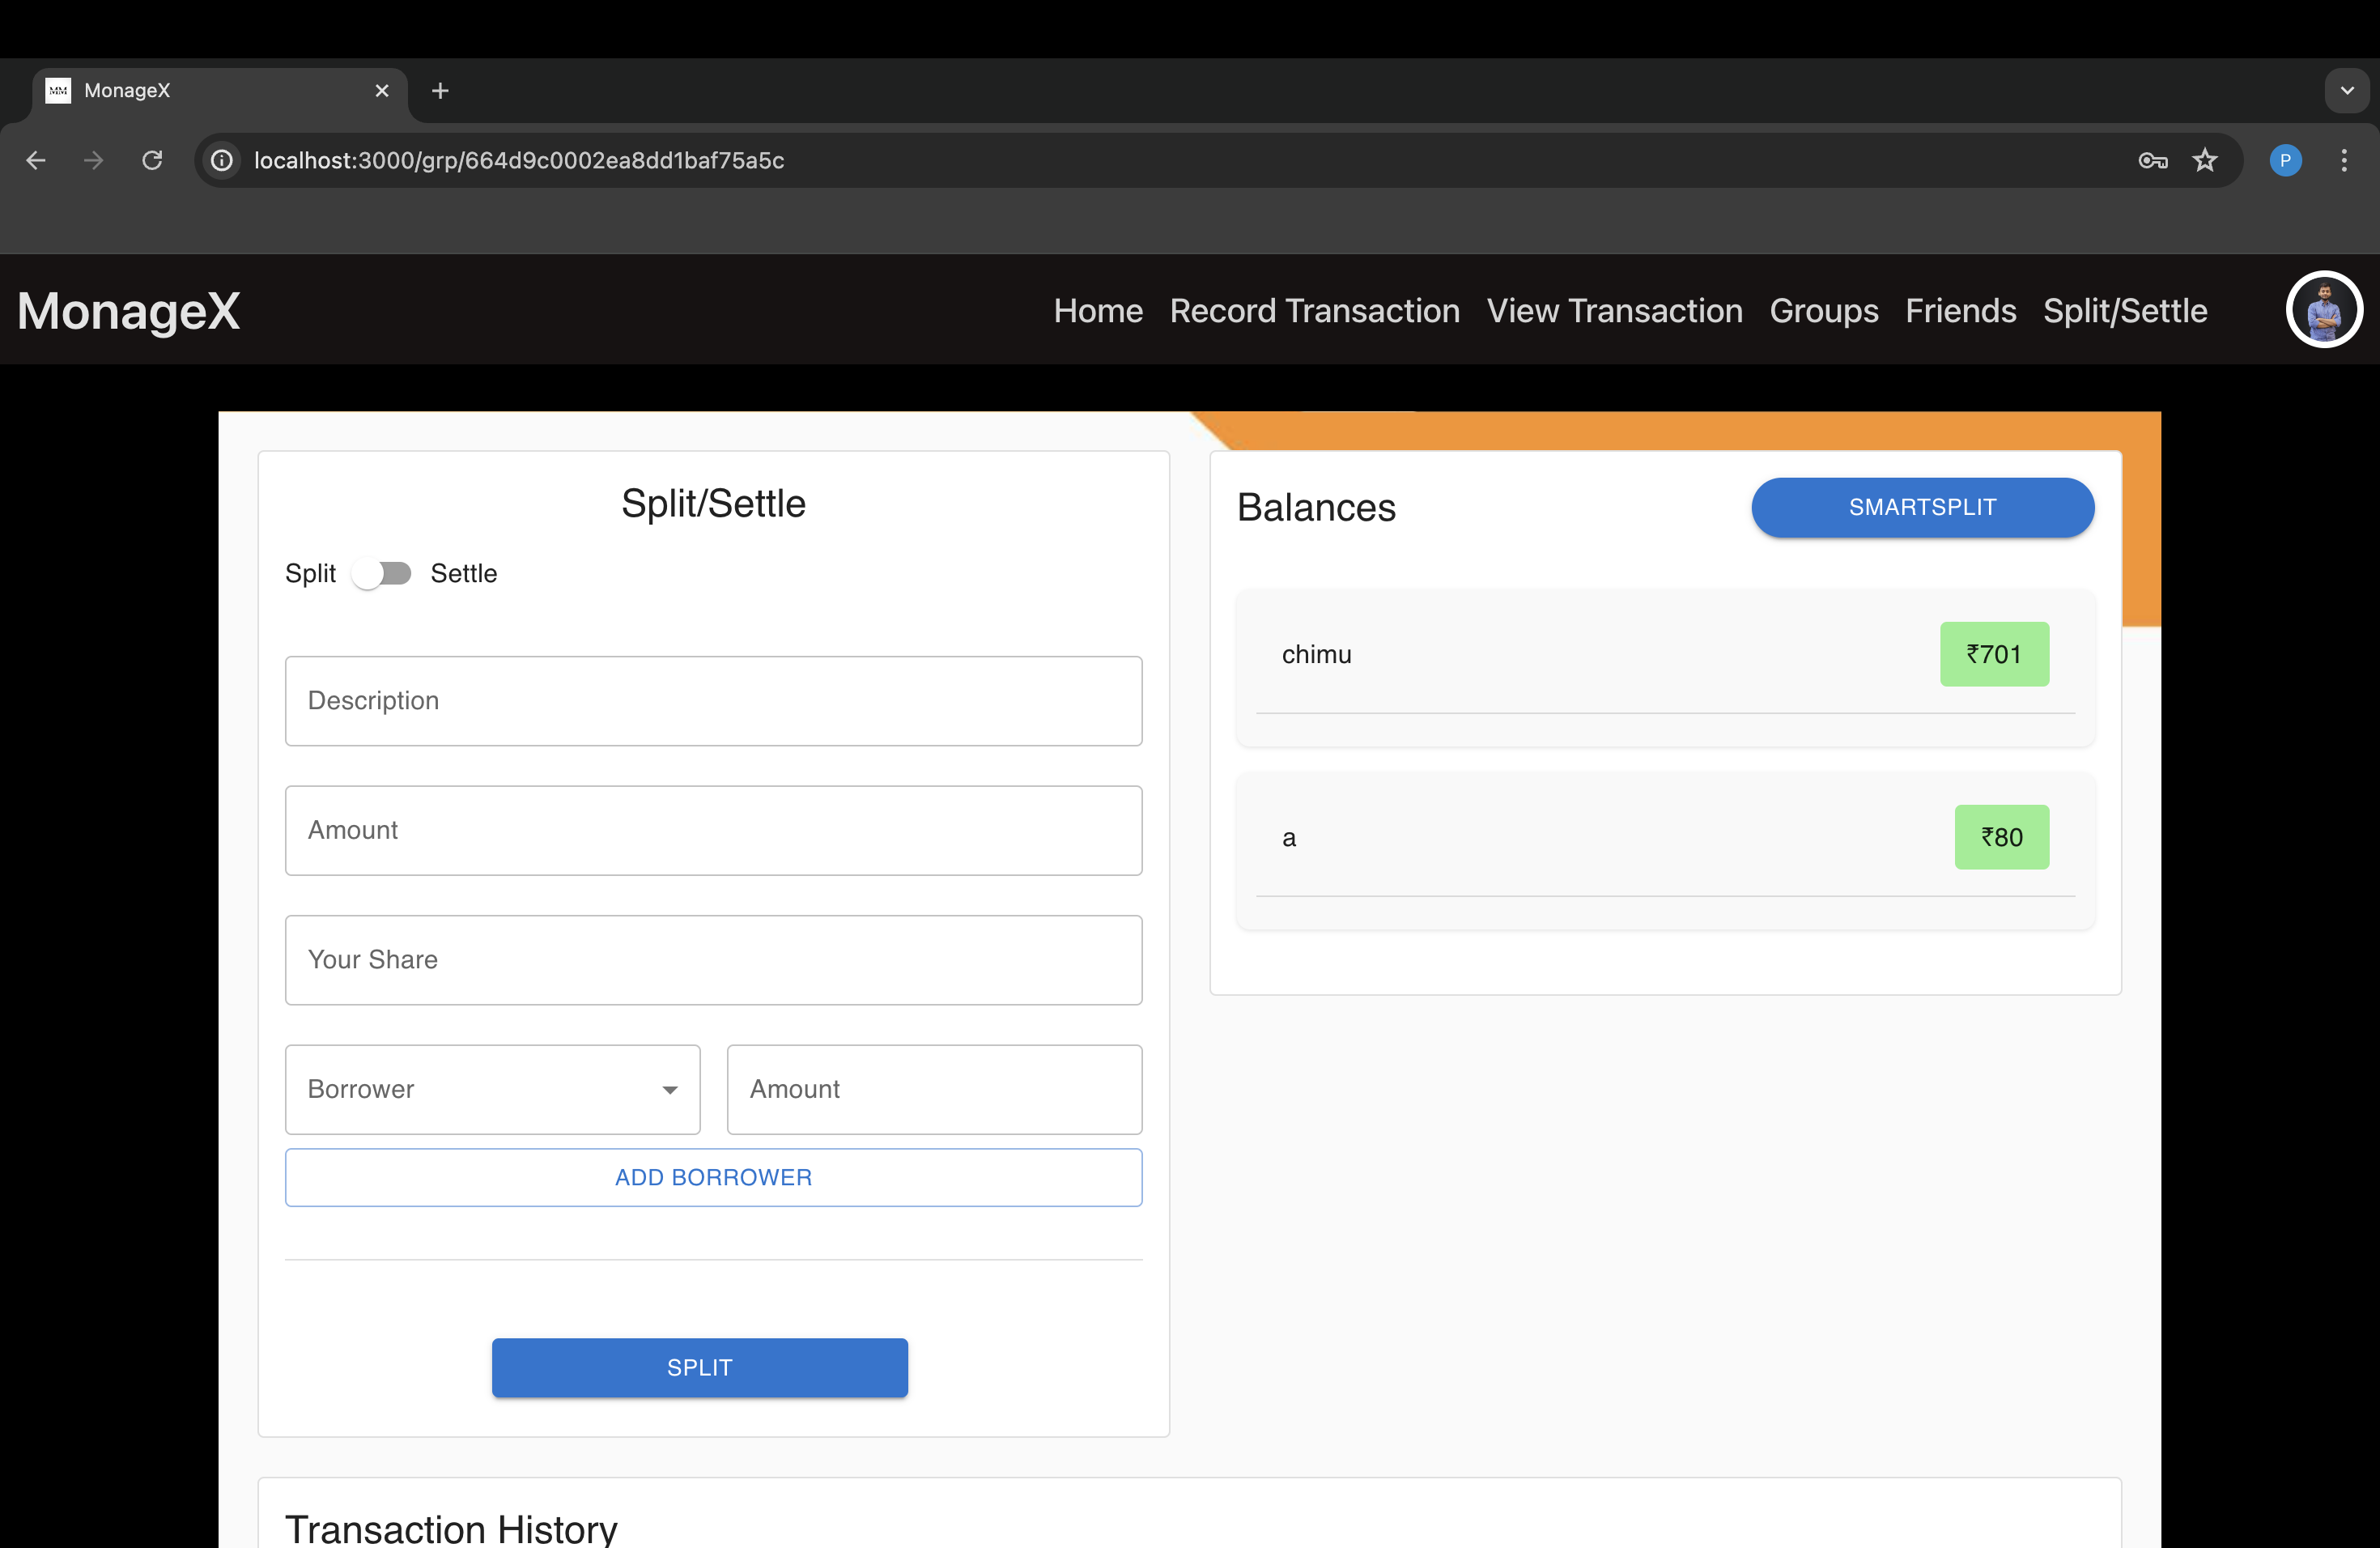 MonageX
localhost:3000/grp/664d9c0002ea8dd1baf75a5c
P
MonageX
Home Record Transaction View Transaction Groups Friends Split/Settle
Split/Settle
Split Settle
Description
Amount
Your Share
Borrower Amount
ADD BORROWER
SPLIT
Balances SMARTSPLIT
chimu ₹701
a ₹80
Transaction History